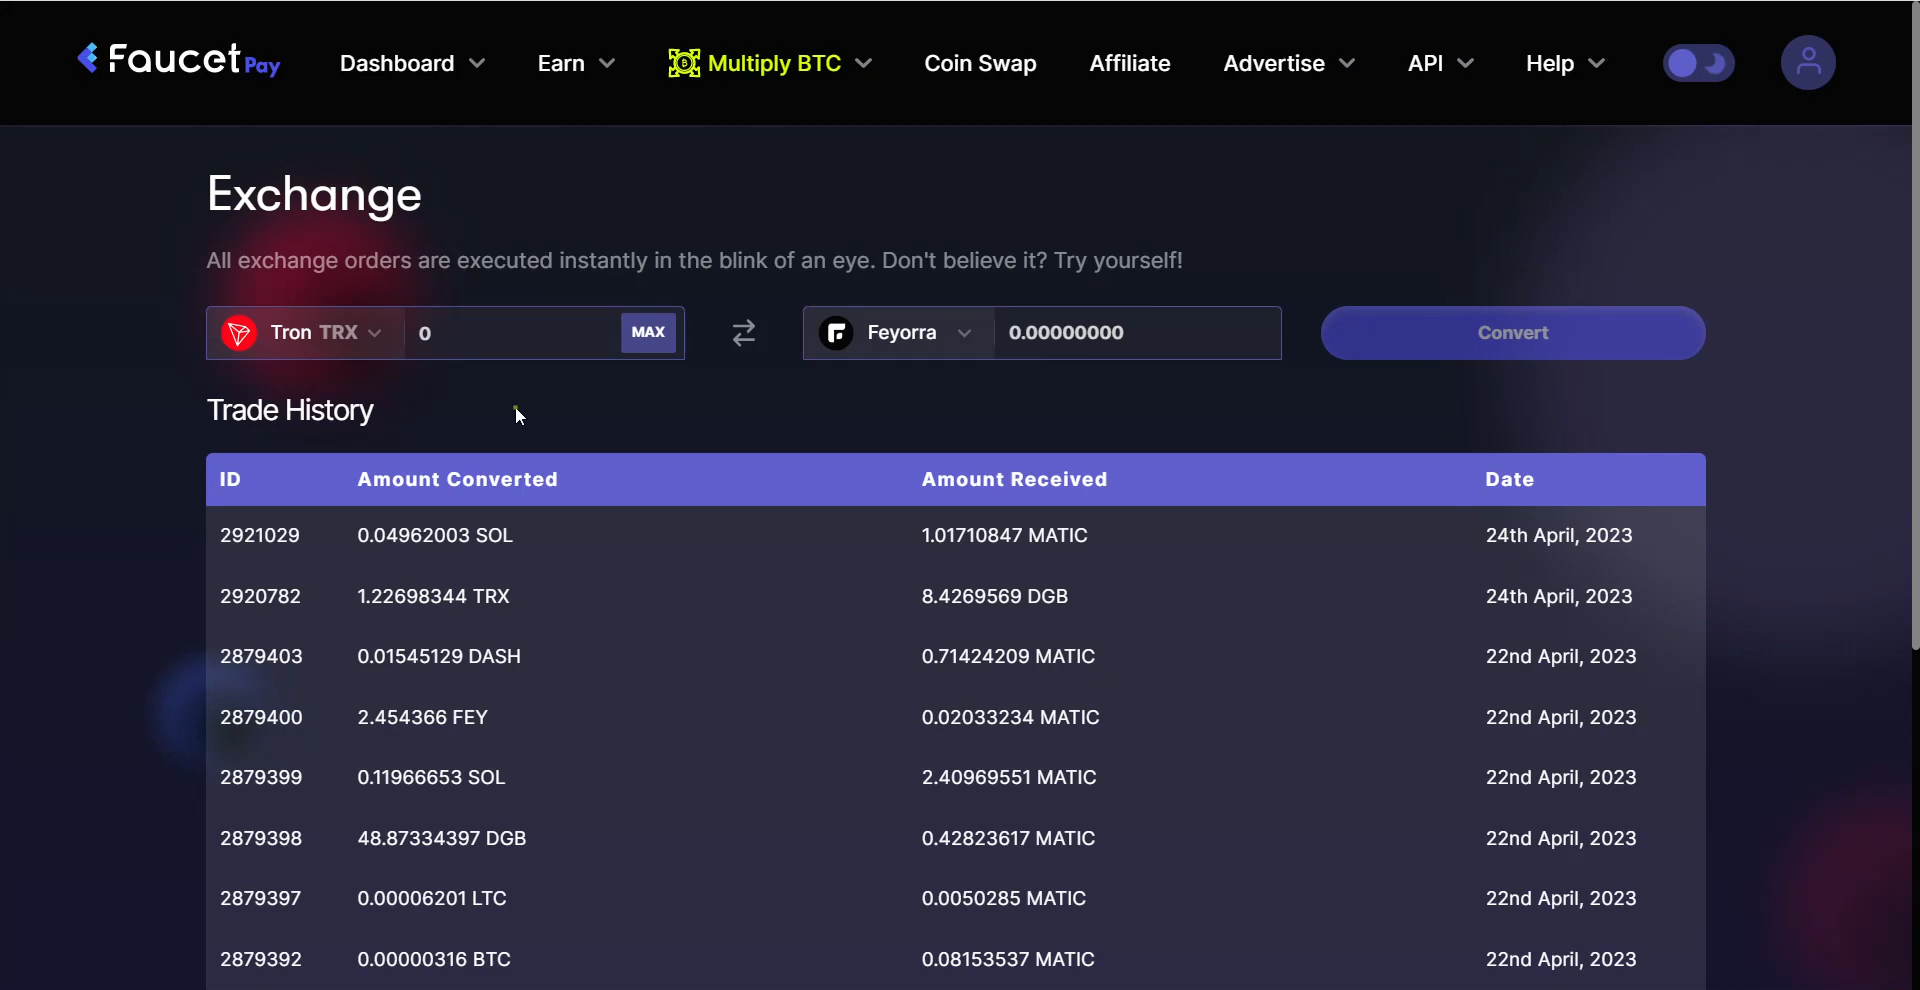 FaucetPay Dashboard Earn Multiply BTC Coin Swap Affiliate Advertise API Help
Exchange
All exchange orders are executed instantly in the blink of an eye. Don't believe it? Try yourself!
Tron TRX 0 MAX Feyorra 0.00000000 Convert
Trade History
ID Amount Converted Amount Received Date
2921029 0.04962003 SOL 1.01710847 MATIC 24th April, 2023
2920782 1.22698344 TRX 8.4269569 DGB 24th April, 2023
2879403 0.01545129 DASH 0.71424209 MATIC 22nd April, 2023
2879400 2.454366 FEY 0.02033234 MATIC 22nd April, 2023
2879399 0.11966653 SOL 2.40969551 MATIC 22nd April, 2023
2879398 48.87334397 DGB 0.42823617 MATIC 22nd April, 2023
2879397 0.00006201 LTC 0.0050285 MATIC 22nd April, 2023
2879392 0.00000316 BTC 0.08153537 MATIC 22nd April, 2023